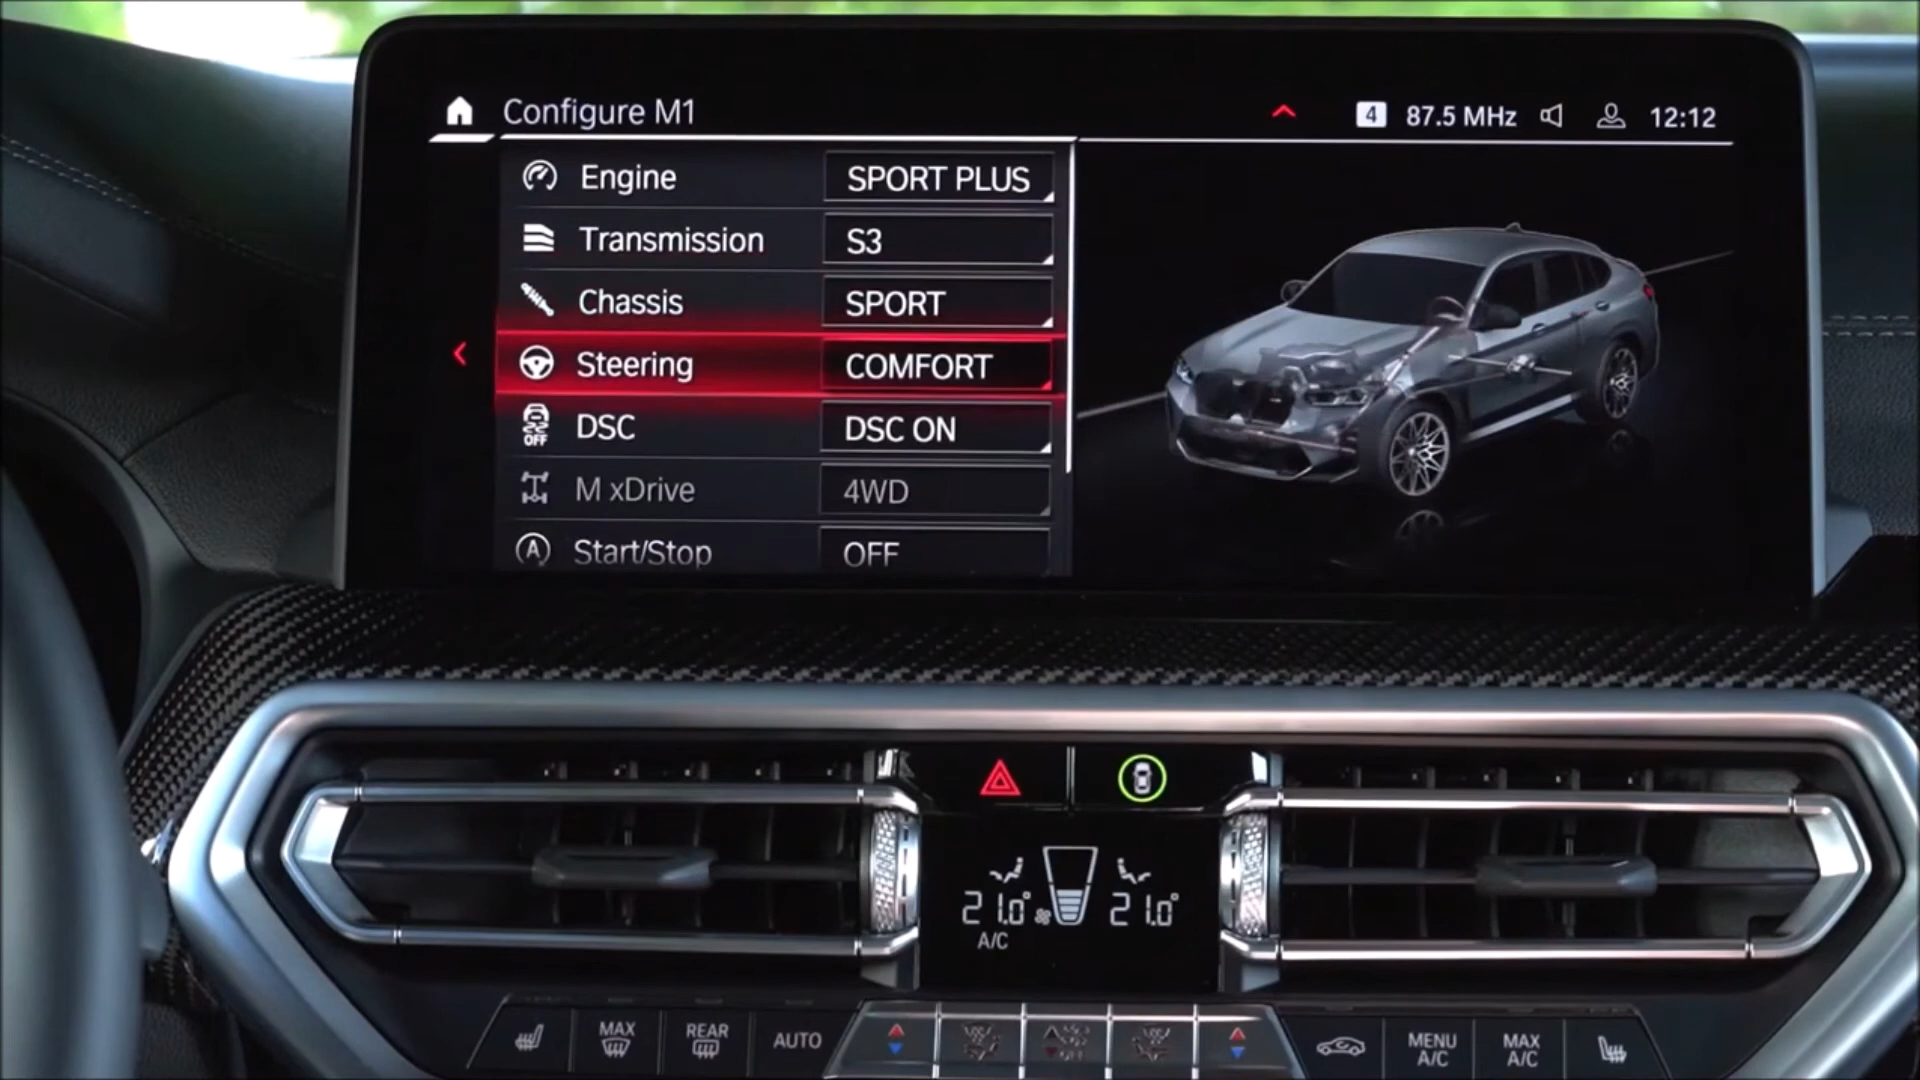 Configure M1
4 87.5 MHz 12:12
Engine SPORT PLUS
Transmission S3
Chassis SPORT
Steering COMFORT
DSC DSC ON
OFF
M xDrive 4WD
A Start/Stop OFF
21.0° 21.0°
A/C
MAX
REAR
AUTO
MENU
A/C
MAX
A/C